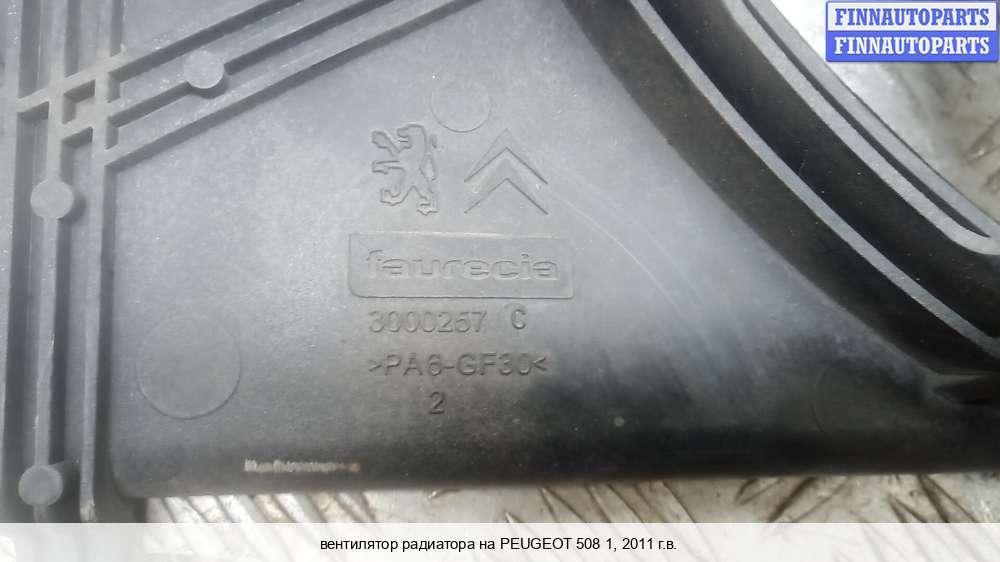 FINNAUTOPARTS
FINNAUTOPARTS
faurecia
3000257 C
>PA6-GF30<
2
вентилятор радиатора на PEUGEOT 508 1, 2011 г.в.